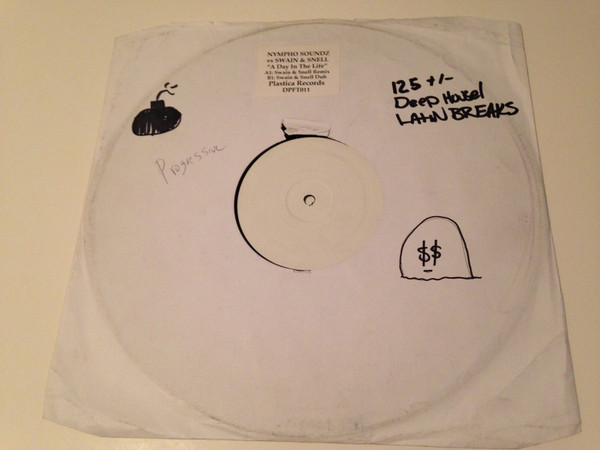 NYMPHO SOUNDZ
vs SWAIN & SNELL
"A Day In The Life"
A1: Swain & Snell Remix
B1: Swain & Snell Dub
Plastica Records
DPFT011
125 +/-
Deep House/
LATIN BREAKS
Progressive
$$